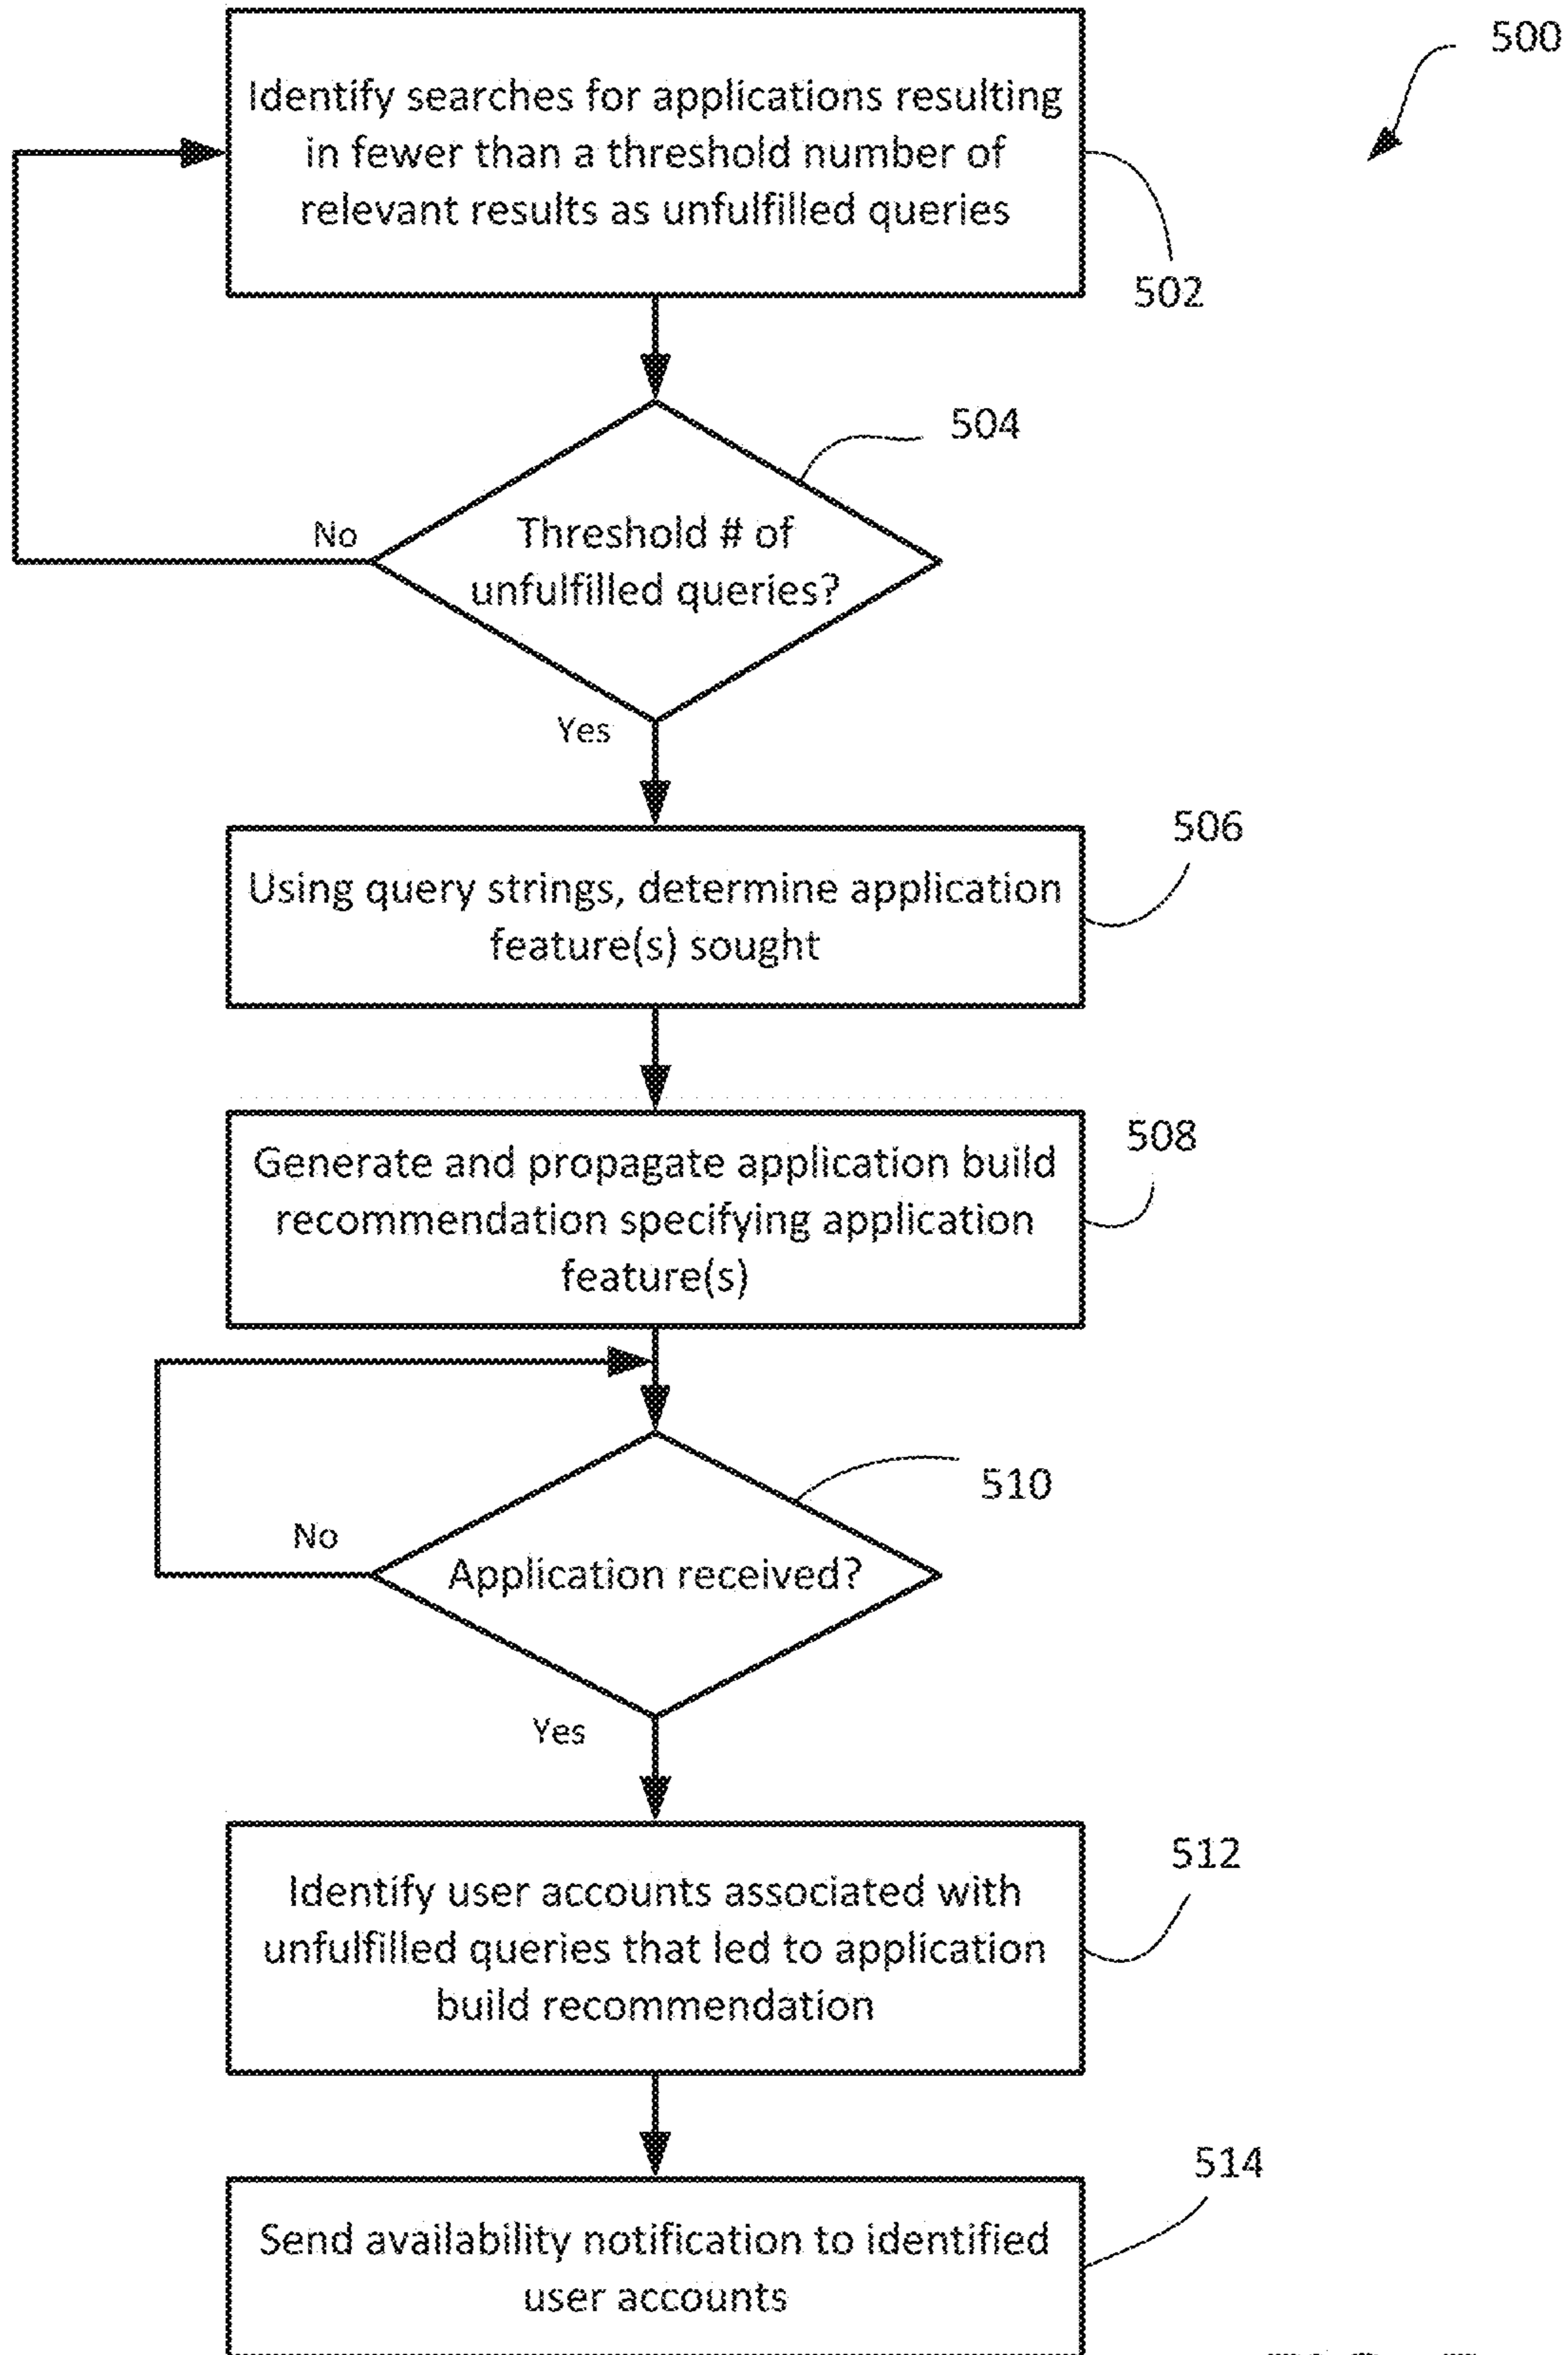 500
Identify searches for applications resulting
in fewer than a threshold number of
relevant results as unfulfilled queries
502
504
No
Threshold # of
unfulfilled queries?
Yes
506
Using query strings, determine application
feature(s) sought
508
Generate and propagate application build
recommendation specifying application
feature(s)
510
No
Application received?
Yes
512
Identify user accounts associated with
unfulfilled queries that led to application
build recommendation
514
Send availability notification to identified
user accounts